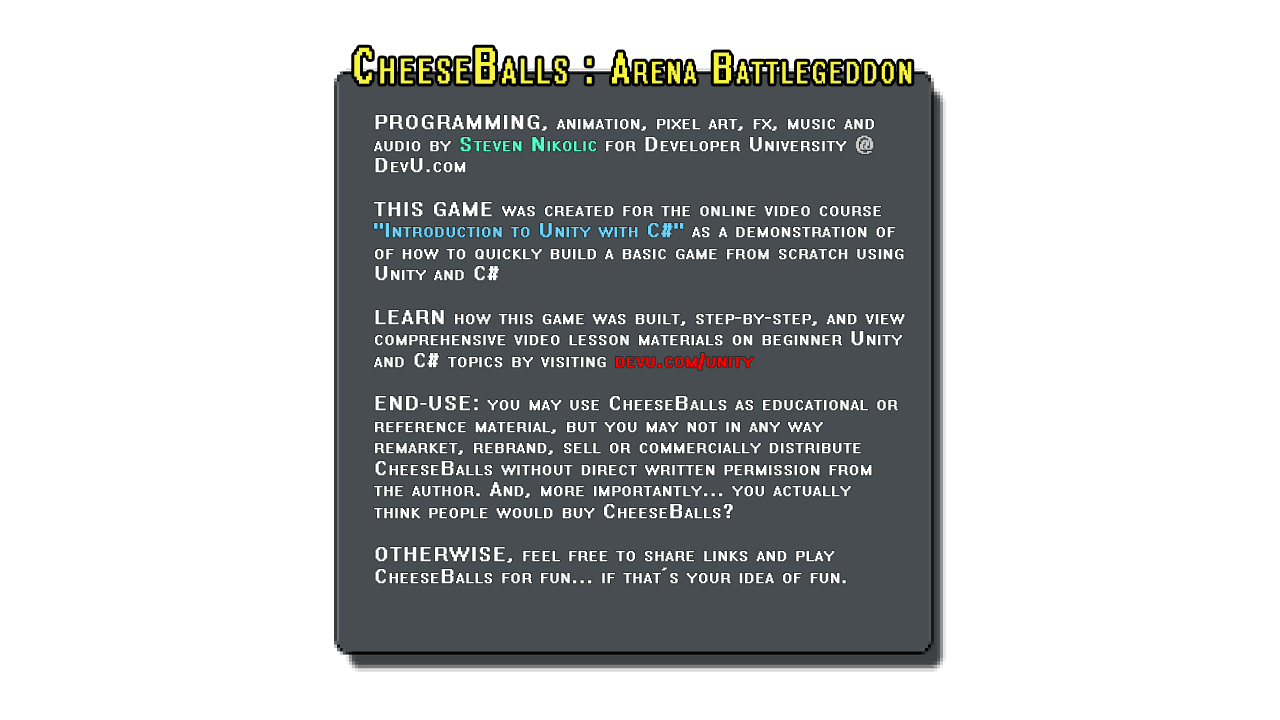 CheeseBalls : Arena Battlegeddon
PROGRAMMING, animation, pixel art, fx, music and
audio by Steven Nikolic for Developer University @
DevU.com
THIS GAME was created for the online video course
"Introduction to Unity with C#" as a demonstration of
of how to quickly build a basic game from scratch using
Unity and C#
LEARN how this game was built, step-by-step, and view
comprehensive video lesson materials on beginner Unity
and C# topics by visiting devu.com/unity
END-USE: you may use CheeseBalls as educational or
reference material, but you may not in any way
remarket, rebrand, sell or commercially distribute
CheeseBalls without direct written permission from
the author. And, more importantly... you actually
think people would buy CheeseBalls?
OTHERWISE, feel free to share links and play
CheeseBalls for fun... if that´s your idea of fun.